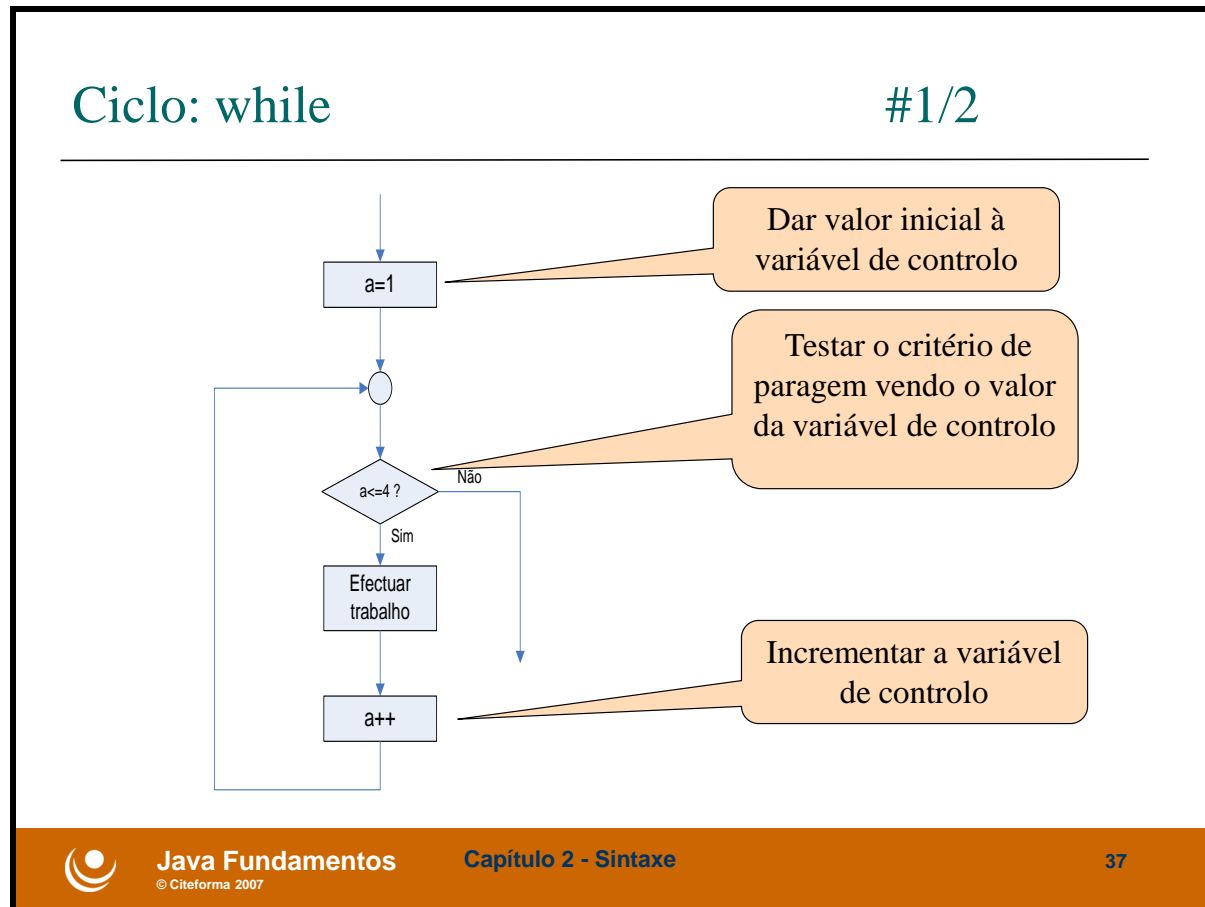 Ciclo: while #1/2
Dar valor inicial à
variável de controlo
a=1
Testar o critério de
paragem vendo o valor
da variável de controlo
a<=4 ?
Não
Sim
Efectuar
trabalho
Incrementar a variável
de controlo
a++
Java Fundamentos
© Citeforma 2007
Capítulo 2 - Sintaxe
37